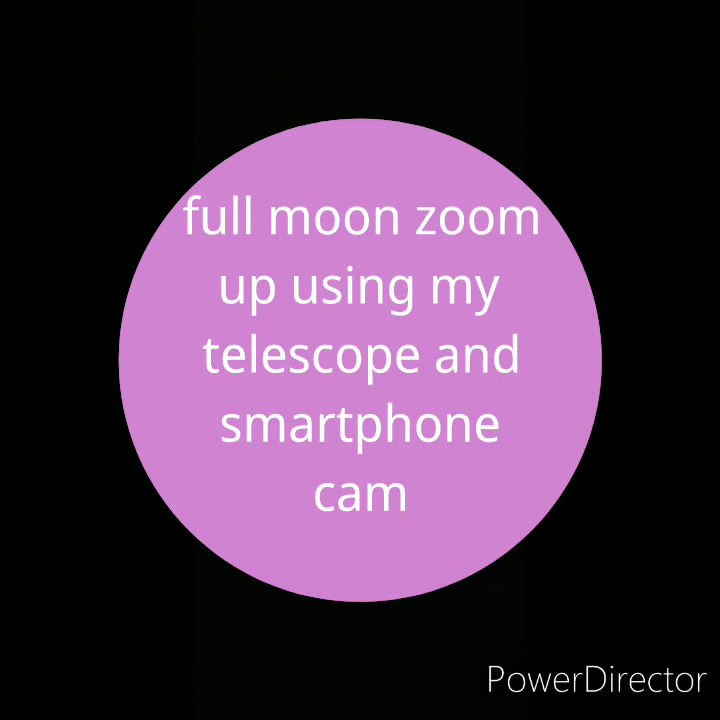 full moon zoom
up using my
telescope and
smartphone
cam
PowerDirector